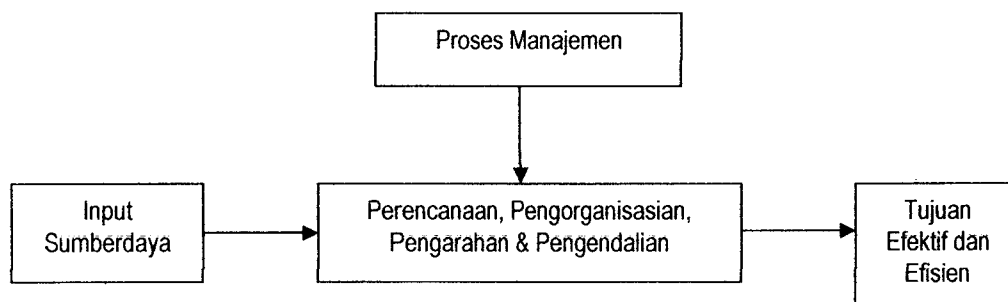 Proses Manajemen
Input
Sumberdaya
Perencanaan, Pengorganisasian,
Pengarahan & Pengendalian
Tujuan
Efektif dan
Efisien